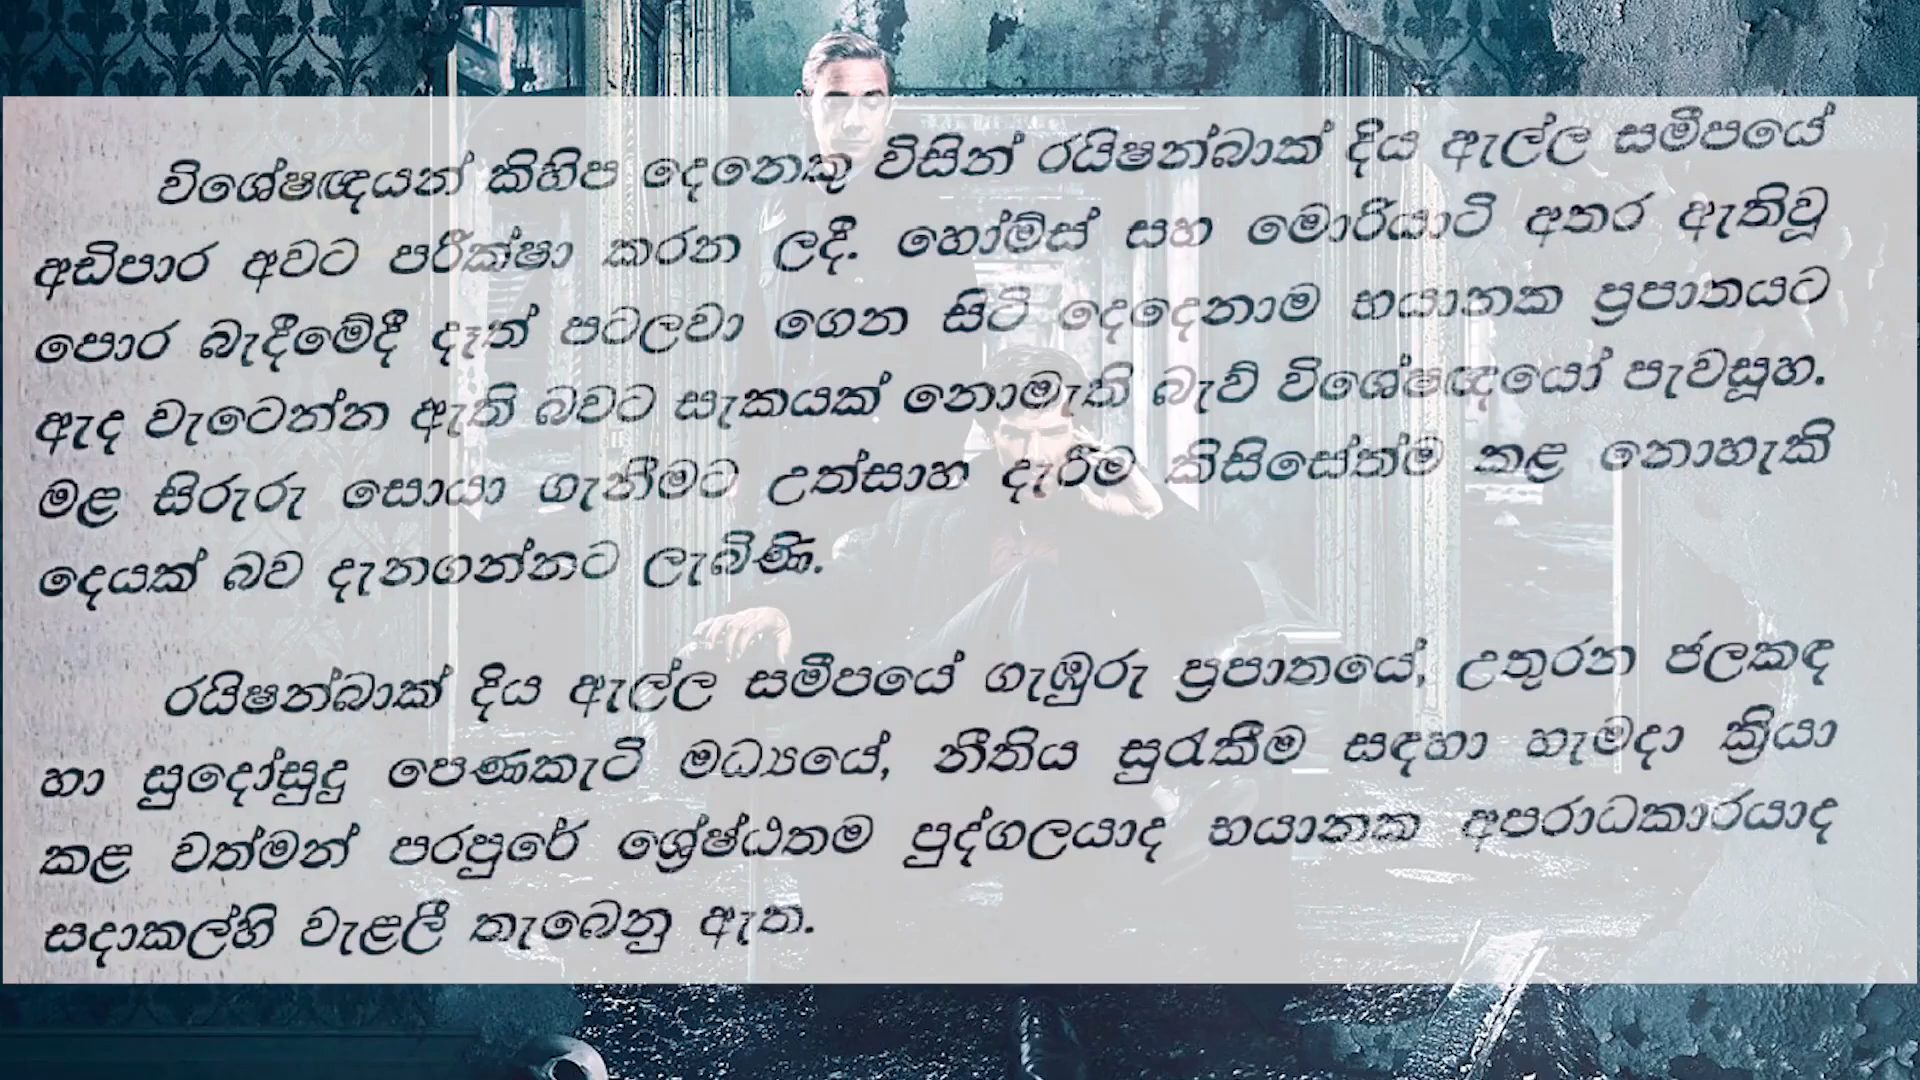 විශේෂඥයන් කිහිප දෙනෙකු විසින් රයිෂන්බාක් දිය ඇල්ල සමීපයේ
අඩිපාර අවට පරීක්ෂා කරන ලදී. හෝම්ස් සහ මොරියාටි අතර ඇතිවූ
පොර බැදීමේදී දෑත් පටලවා ගෙන සිටි දෙදෙනාම භයානක ප්‍රපාතයට
ඇද වැටෙන්න ඇති බවට සැකයක් නොමැති බැව් විශේෂඥයෝ පැවසූහ.
මළ සිරුරු සොයා ගැනීමට උත්සාහ දැරීම කිසිසේත්ම කළ නොහැකි
දෙයක් බව දැනගන්නට ලැබිණි.
රයිෂන්බාක් දිය ඇල්ල සමීපයේ ගැඹුරු ප්‍රපාතයේ, උතුරන ජලකඳ
හා සුදෝසුදු පෙණකැටි මධ්‍යයේ, නීතිය සුරැකීම සඳහා හැමදා ක්‍රියා
කළ වත්මන් පරපුරේ ශ්‍රේෂ්ඨතම පුද්ගලයාද භයානක අපරාධකාරයාද
සදාකල්හි වැළලී තැබෙනු ඇත.